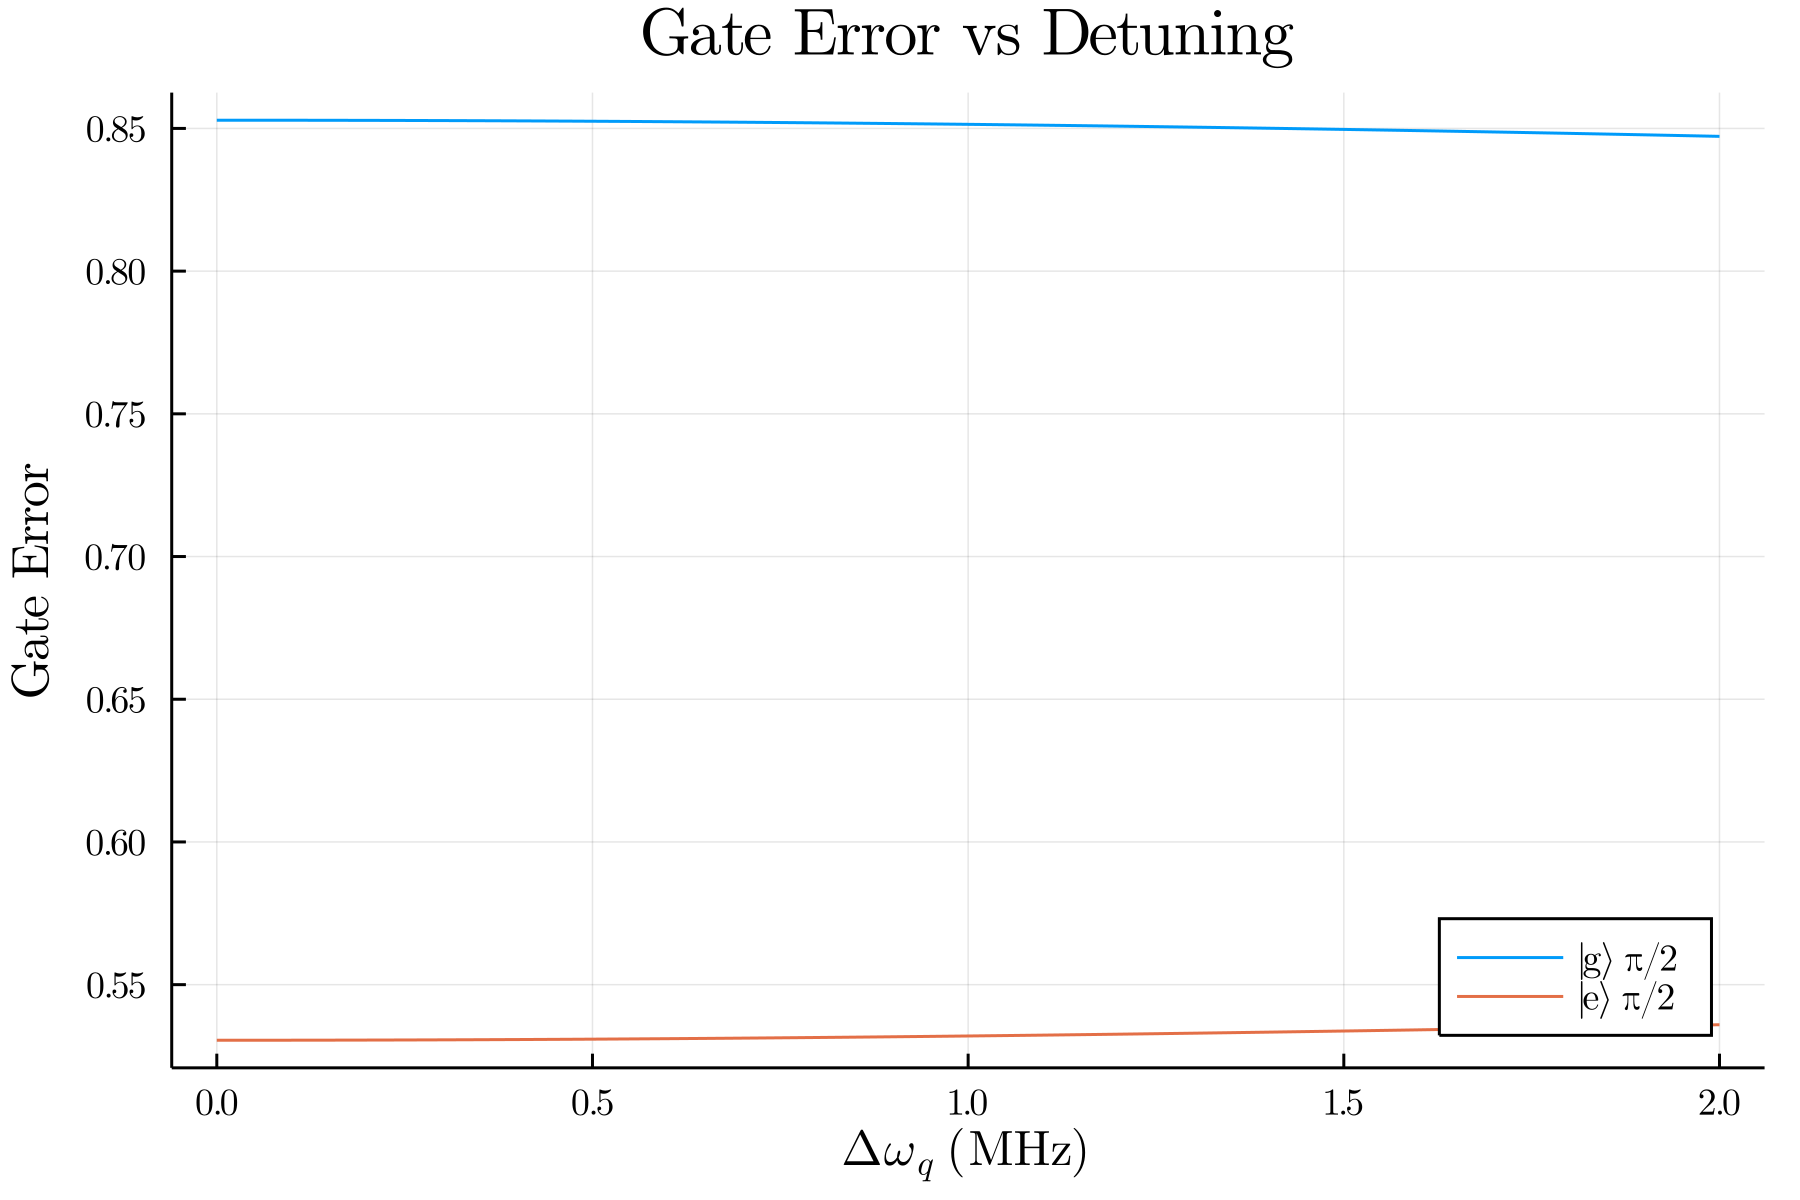 Gate Error vs Detuning
Gate Error
0.85
0.80
0.75
0.70
0.65
0.60
0.55
|g⟩ π/2
|e⟩ π/2
0.0 0.5 1.0 1.5 2.0
Δω_q (MHz)